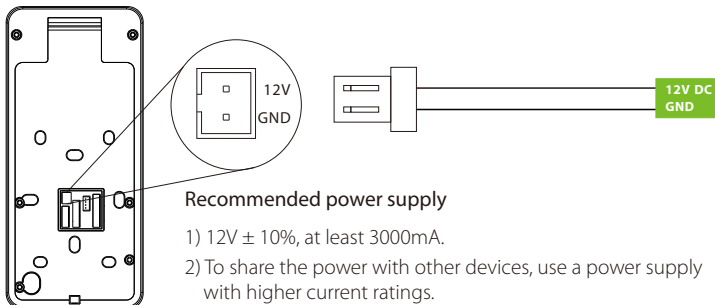 12V
GND
12V DC
GND
Recommended power supply
1) 12V ± 10%, at least 3000mA.
2) To share the power with other devices, use a power supply
with higher current ratings.